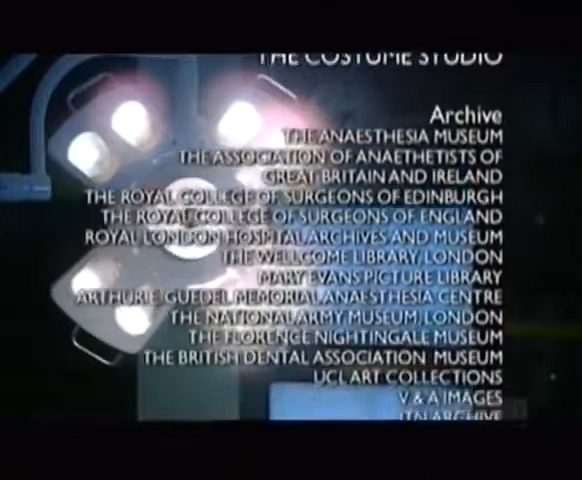 THE COSTUME STUDIO
Archive
THE ANAESTHESIA MUSEUM
THE ASSOCIATION OF ANAETHETISTS OF
GREAT BRITAIN AND IRELAND
THE ROYAL COLLEGE OF SURGEONS OF EDINBURGH
THE ROYAL COLLEGE OF SURGEONS OF ENGLAND
ROYAL LONDON HOSPITAL ARCHIVES AND MUSEUM
THE WELLCOME LIBRARY, LONDON
MARY EVANS PICTURE LIBRARY
ARTHUR E. GUEDEL MEMORIAL ANAESTHESIA CENTRE
THE NATIONAL ARMY MUSEUM, LONDON
THE FLORENCE NIGHTINGALE MUSEUM
THE BRITISH DENTAL ASSOCIATION MUSEUM
UCL ART COLLECTIONS
V & A IMAGES
ITN ARCHIVE